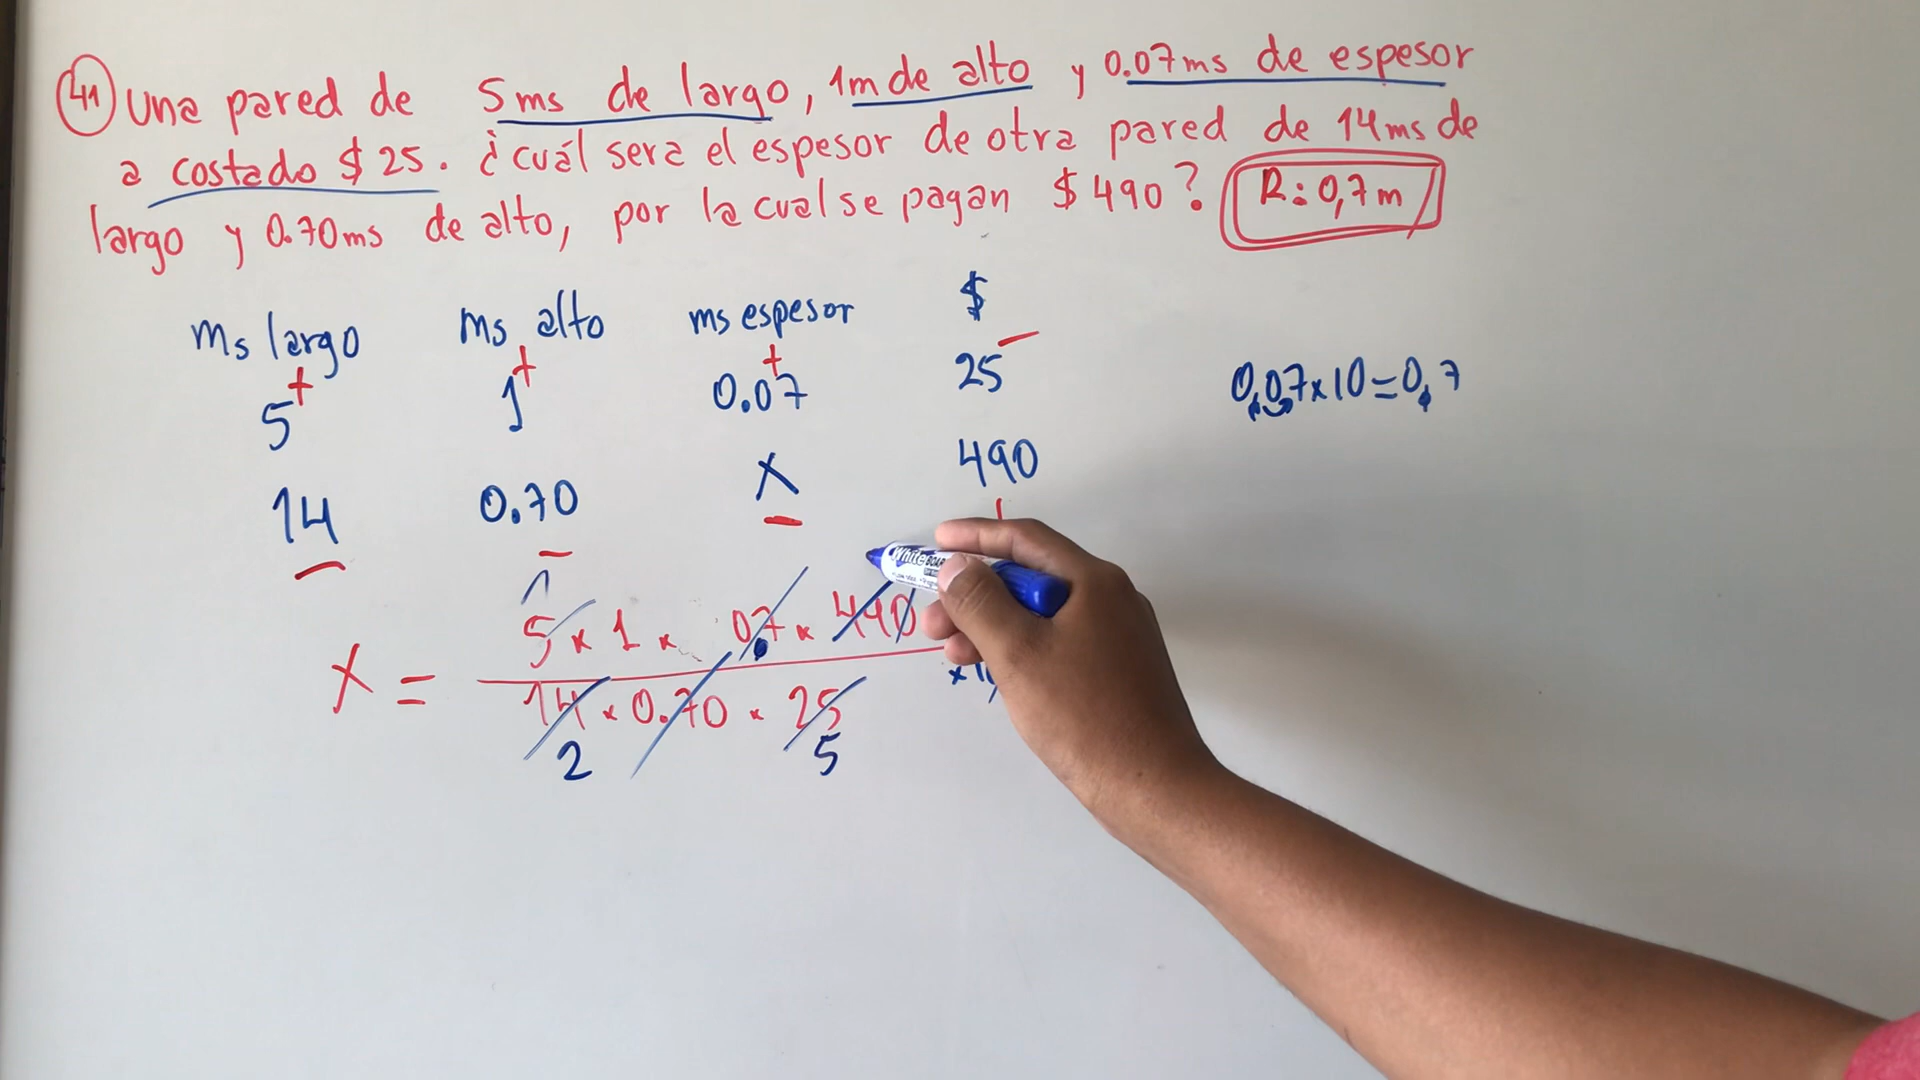 41 Una pared de 5ms de largo, 1m de alto y 0.07ms de espesor
a costado $25. ¿cuál sera el espesor de otra pared de 14ms de
largo y 0.70ms de alto, por la cual se pagan $490? R: 0,7m
ms largo ms alto ms espesor $
5 + 1 + 0.07 + 25 -
0,07x10=0,7
14 - 0.70 - x - 490
1
x = 5 x 1 x 07 x 490
14 x 0.70 x 25
2 5
White